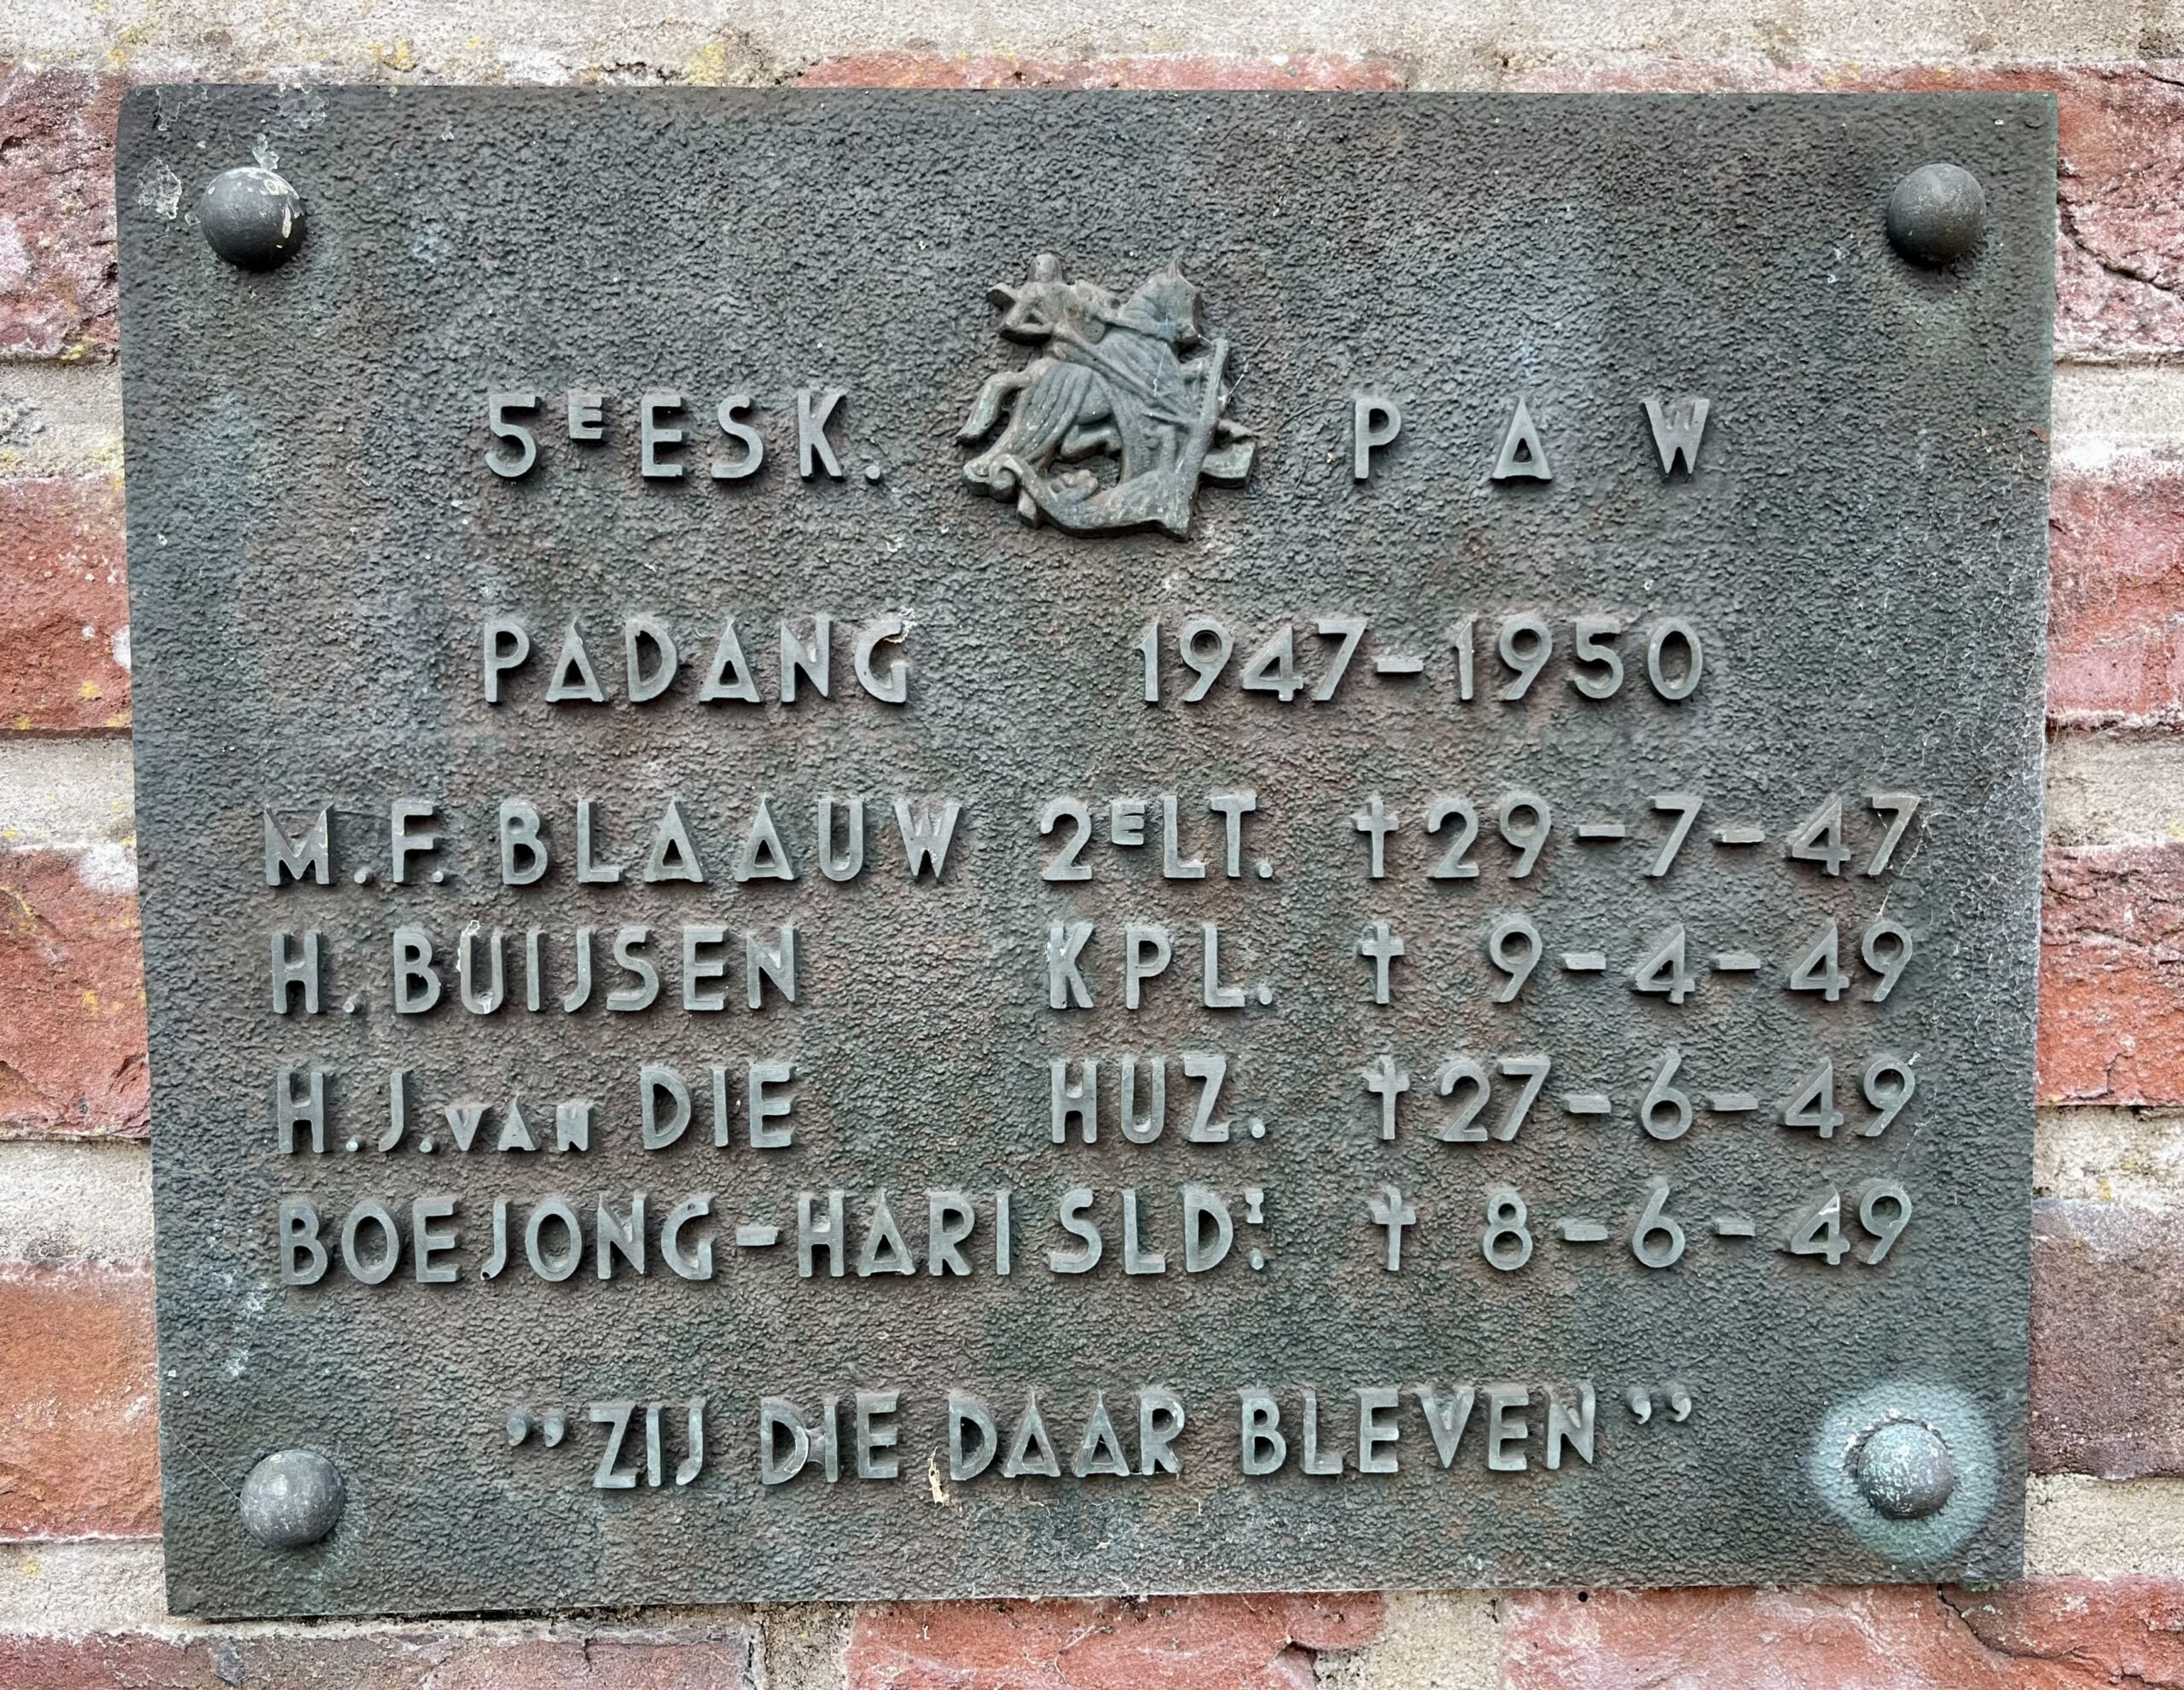 5E ESK. P A W
PADANG 1947-1950
M.F. BLAAUW 2E LT. †29-7-47
H. BUIJSEN KPL. † 9-4-49
H.J. VAN DIE HUZ. †27-6-49
BOEJONG-HARI SLDT. † 8-6-49
"ZIJ DIE DAAR BLEVEN"